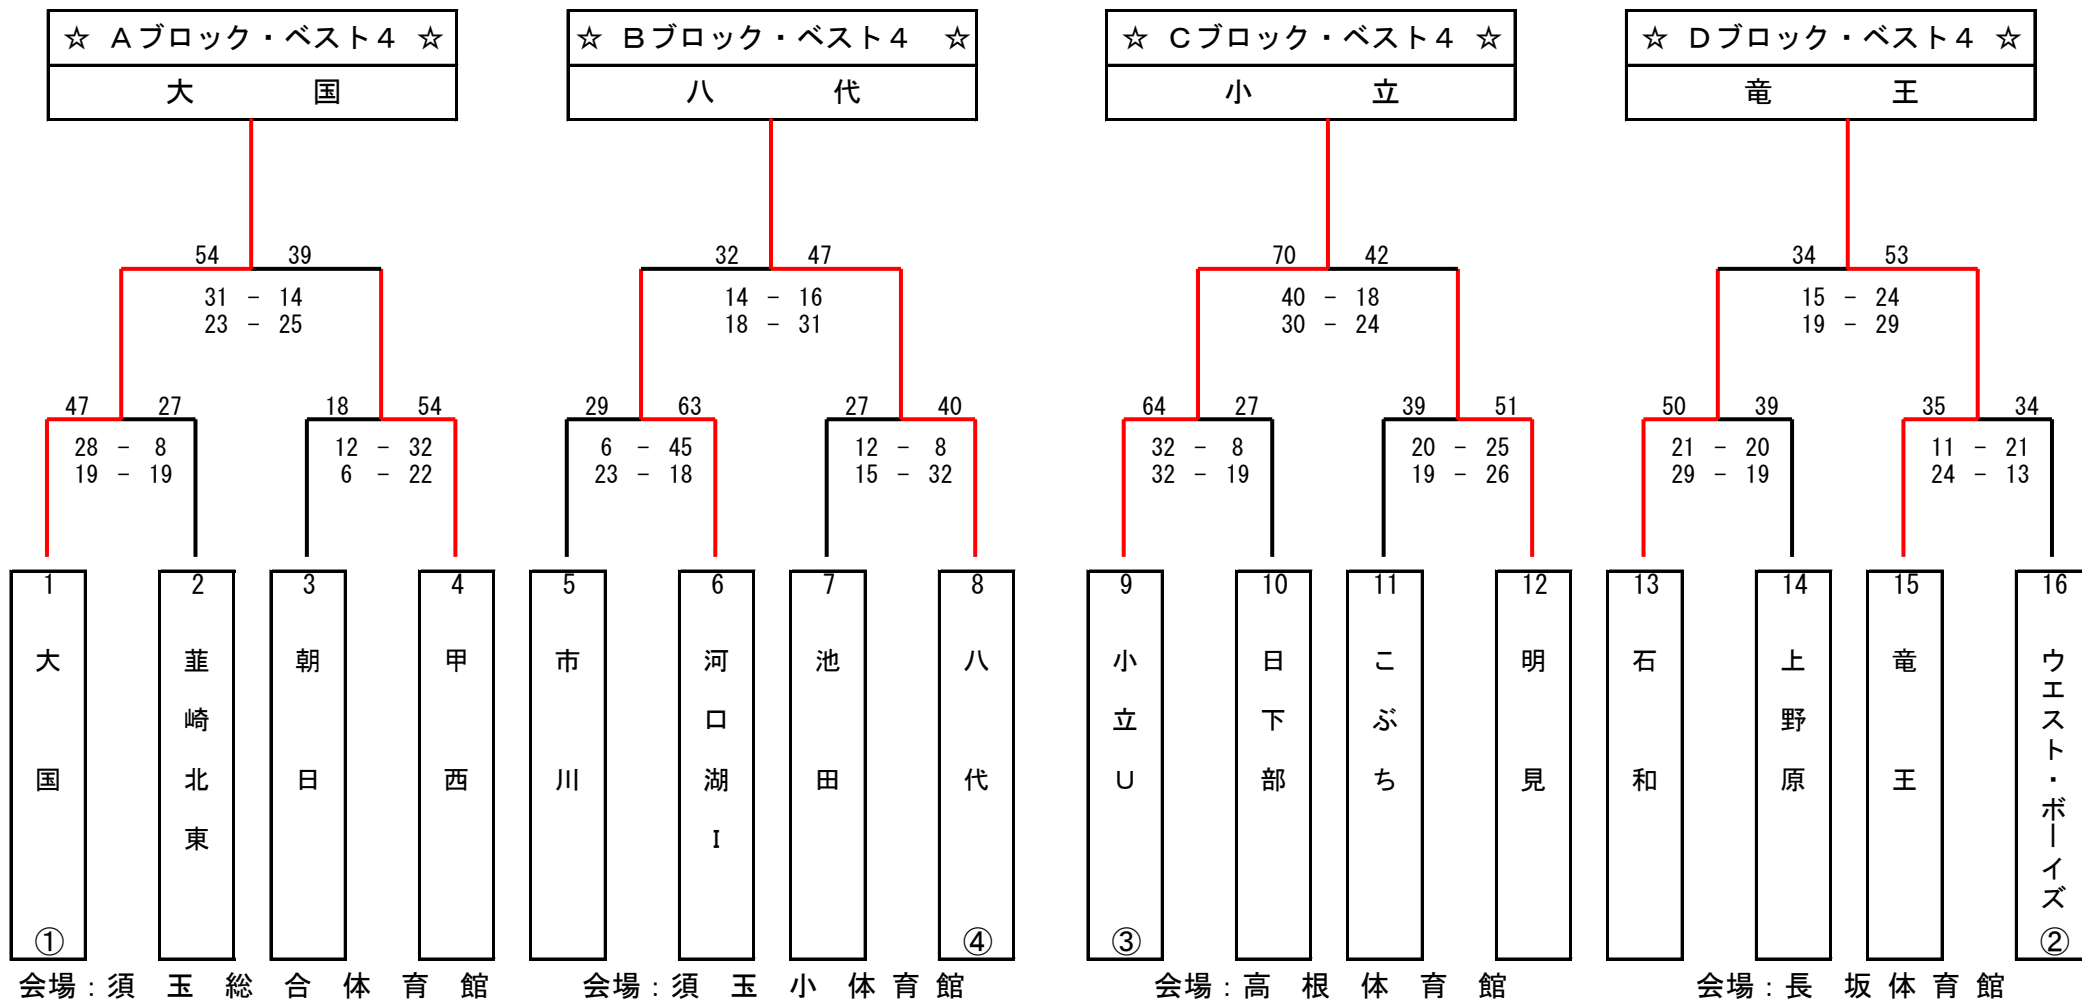 ☆ Aブロック・ベスト4 ☆
大 国
☆ Bブロック・ベスト4 ☆
八 代
☆ Cブロック・ベスト4 ☆
小 立
☆ Dブロック・ベスト4 ☆
竜 王
54 39
31 - 14
23 - 25
32 47
14 - 16
18 - 31
70 42
40 - 18
30 - 24
34 53
15 - 24
19 - 29
47 27
28 - 8
19 - 19
18 54
12 - 32
6 - 22
29 63
6 - 45
23 - 18
27 40
12 - 8
15 - 32
64 27
32 - 8
32 - 19
39 51
20 - 25
19 - 26
50 39
21 - 20
29 - 19
35 34
11 - 21
24 - 13
1
大国
①
2
韮崎北東
3
朝日
4
甲西
5
市川
6
河口湖I
7
池田
8
八代
④
9
小立U
③
10
日下部
11
こぶち
12
明見
13
石和
14
上野原
15
竜王
16
ウエスト・ボーイズ
②
会場:須 玉 総 合 体 育 館
会場:須 玉 小 体 育 館
会場:高 根 体 育 館
会場:長 坂 体 育 館